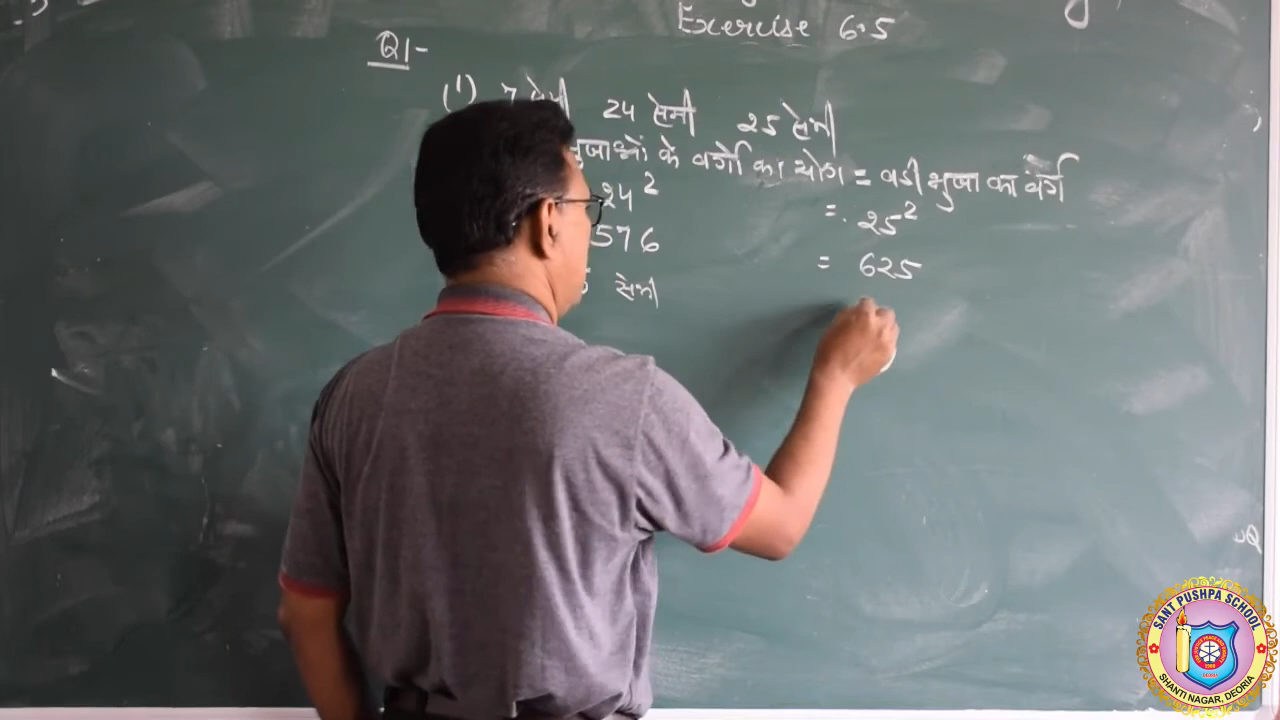 Exercise 6.5
Q1-
(1) 7 सेमी 24 सेमी 25 सेमी
भुजाओं के वर्गो का योग = बड़ी भुजा का वर्ग
24² = 25²
576 = 625
सेमी
SANT PUSHPA SCHOOL
SHANTI NAGAR, DEORIA